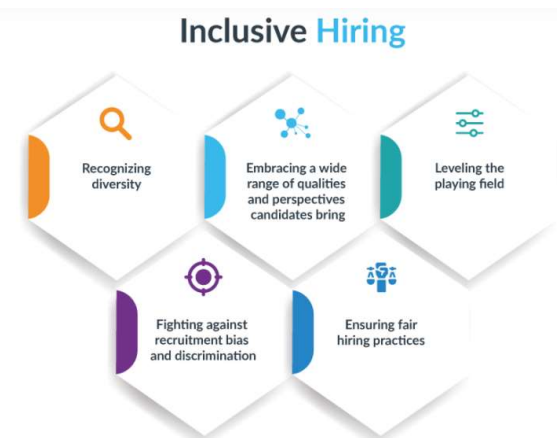 Inclusive Hiring
Recognizing
diversity
Embracing a wide
range of qualities
and perspectives
candidates bring
Leveling the
playing field
Fighting against
recruitment bias
and discrimination
Ensuring fair
hiring practices